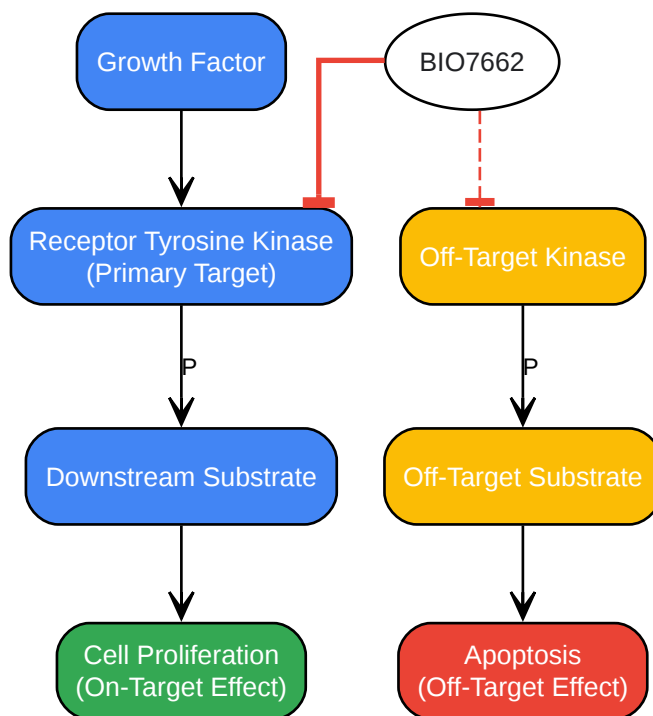 Growth Factor
BIO7662
Receptor Tyrosine Kinase
(Primary Target)
Off-Target Kinase
P
P
Downstream Substrate
Off-Target Substrate
Cell Proliferation
(On-Target Effect)
Apoptosis
(Off-Target Effect)